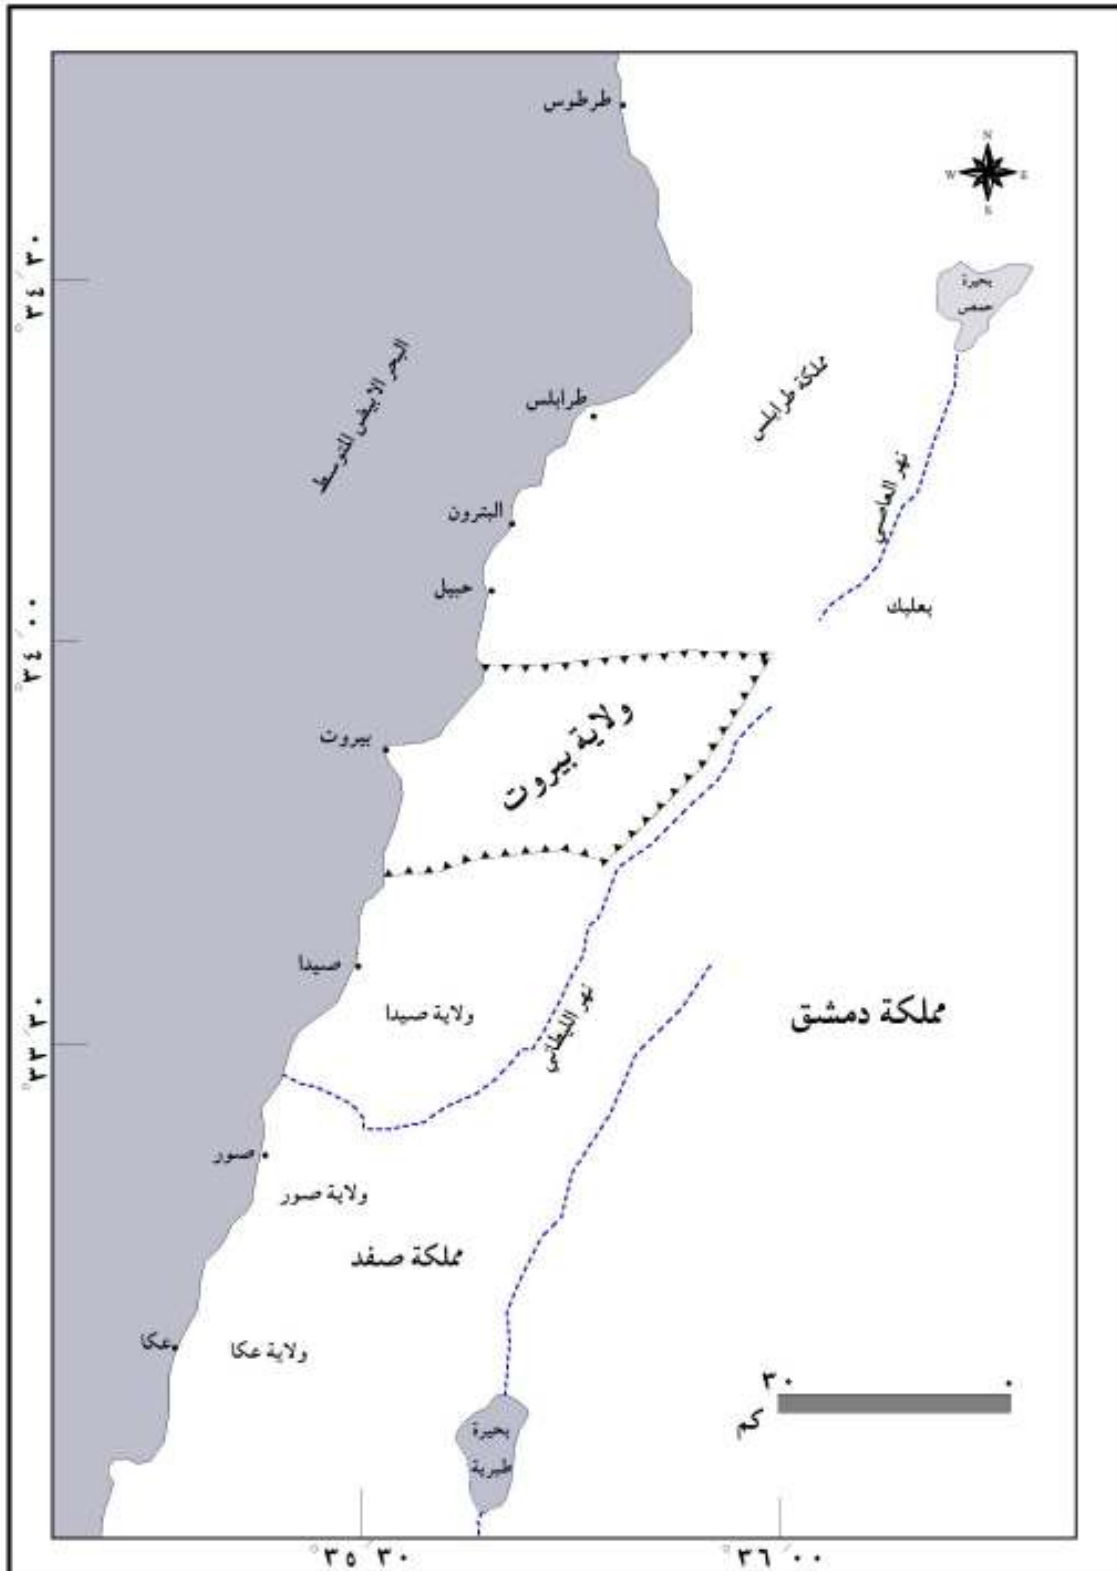 طرطوس
N
W
E
S
٣٤ ٣٠
بحيرة
حمص
البحر الابيض المتوسط
مملكة طرابلس
طرابلس
نهر العاصي
البترون
حبيل
بعلبك
٣٤ ٠٠
ولاية بيروت
بيروت
صيدا
ولاية صيدا
نهر الليطاني
مملكة دمشق
٣٣ ٣٠
صور
ولاية صور
مملكة صفد
عكا
ولاية عكا
٣٠
٠
كم
بحيرة
طبرية
٣٥ ٣٠
٣٦ ٠٠